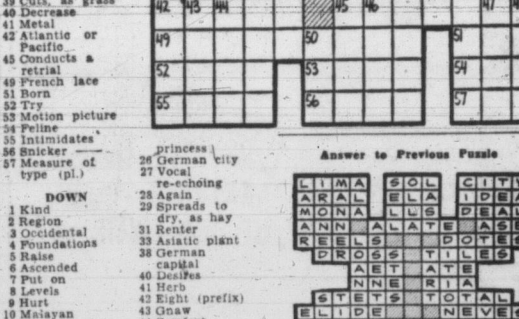 39 Cuts, as grass
40 Decrease
41 Metal
42 Atlantic or
Pacific
45 Conducts a
retrial
49 French lace
51 Born
52 Try
53 Motion picture
54 Feline
55 Intimidates
56 Snicker
57 Measure of
type (pl.)
DOWN
1 Kind
2 Region
3 Occidental
4 Foundations
5 Raise
6 Ascended
7 Put on
8 Levels
9 Hurt
10 Malayan
princess
26 German city
27 Vocal
re-echoing
28 Again
29 Spreads to
dry, as hay
31 Renter
33 Asiatic plant
38 German
capital
40 Desires
41 Herb
42 Eight (prefix)
43 Gnaw
42 43 44 45 46 47
49 50 51
52 53 54
55 56 57
Answer to Previous Puzzle
LIMA SOL CITY
ARAL ELA IDEA
MONA LLS DEAL
ANN ALATE ASE
REELS DOTES
DROSS TILES
AET ATE
NNE RIA
STETS TOTAL
ELIDE NEVE